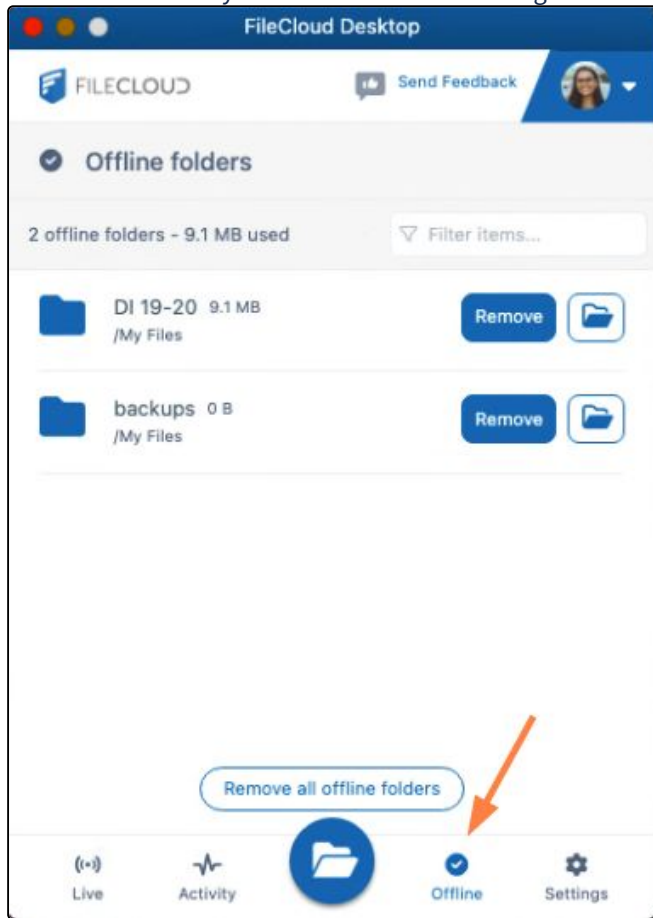 FileCloud Desktop
FILECLOUD
Send Feedback
Offline folders
2 offline folders - 9.1 MB used
Filter items...
DI 19-20 9.1 MB
/My Files
Remove
backups 0 B
/My Files
Remove
Remove all offline folders
Live Activity Offline Settings